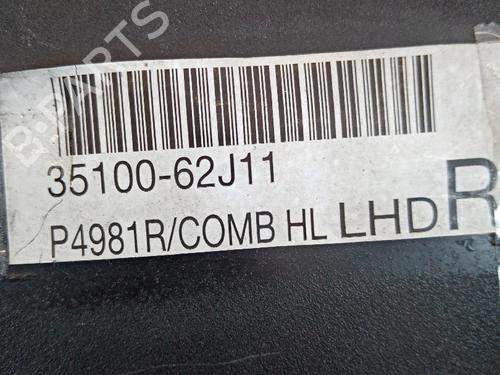 B-PARTS
35100-62J11
P4981R/COMB HL LHD R